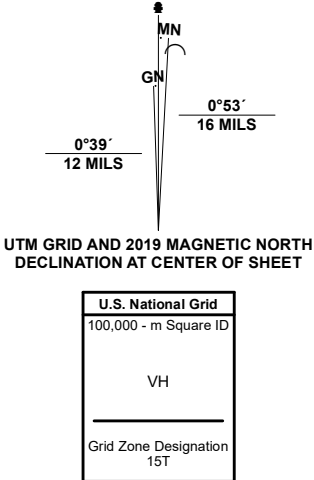 MN
GN
0°53´
16 MILS
0°39´
12 MILS
UTM GRID AND 2019 MAGNETIC NORTH
DECLINATION AT CENTER OF SHEET
U.S. National Grid
100,000 - m Square ID
VH
Grid Zone Designation
15T